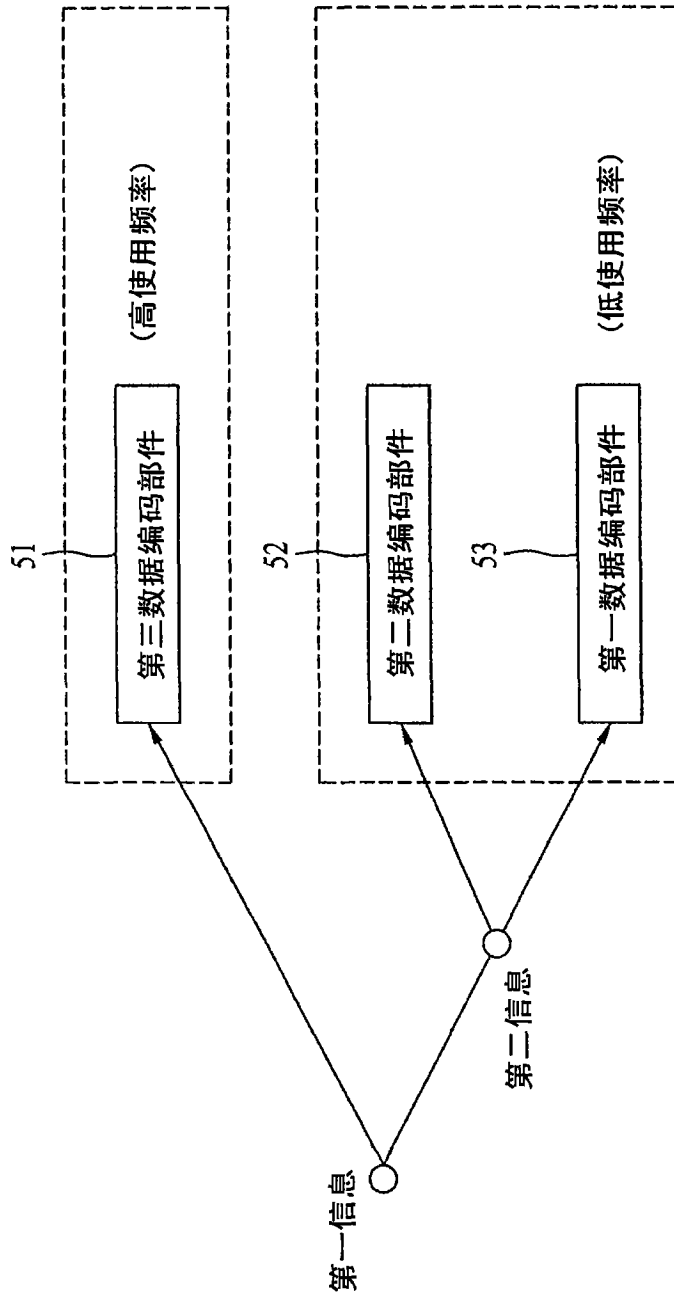 51
第三数据编码部件
(高使用频率)
第一信息
52
第二数据编码部件
第二信息
53
第一数据编码部件
(低使用频率)